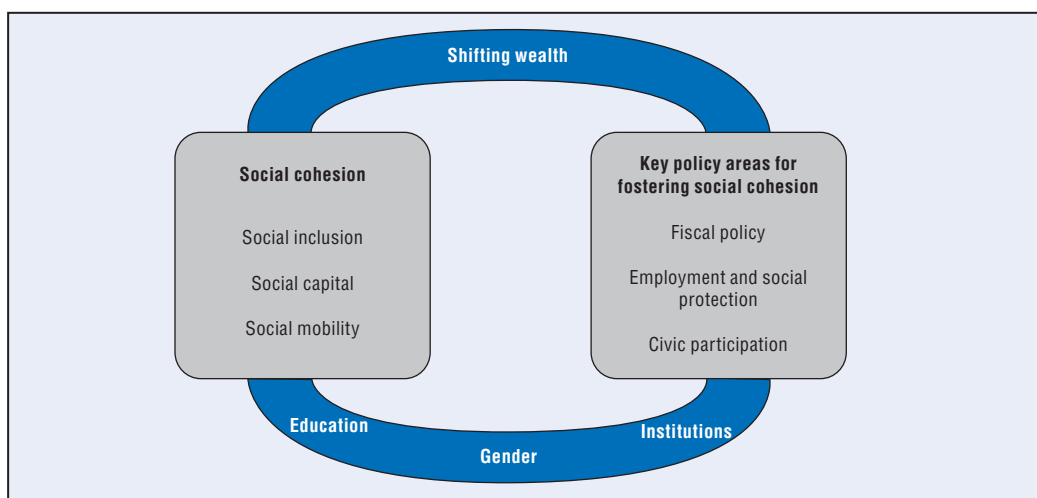 Shifting wealth
Social cohesion
Social inclusion
Social capital
Social mobility
Key policy areas for
fostering social cohesion
Fiscal policy
Employment and social
protection
Civic participation
Education
Gender
Institutions